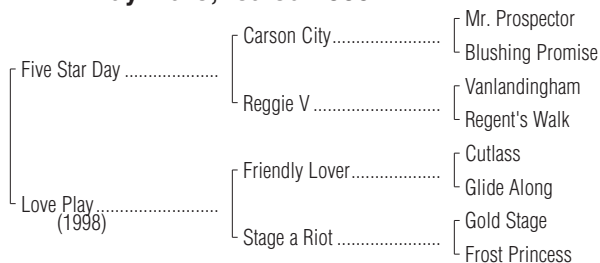 Mr. Prospector
Carson City
Blushing Promise
Five Star Day
Vanlandingham
Reggie V
Regent's Walk
Cutlass
Friendly Lover
Glide Along
Love Play
(1998)
Gold Stage
Stage a Riot
Frost Princess